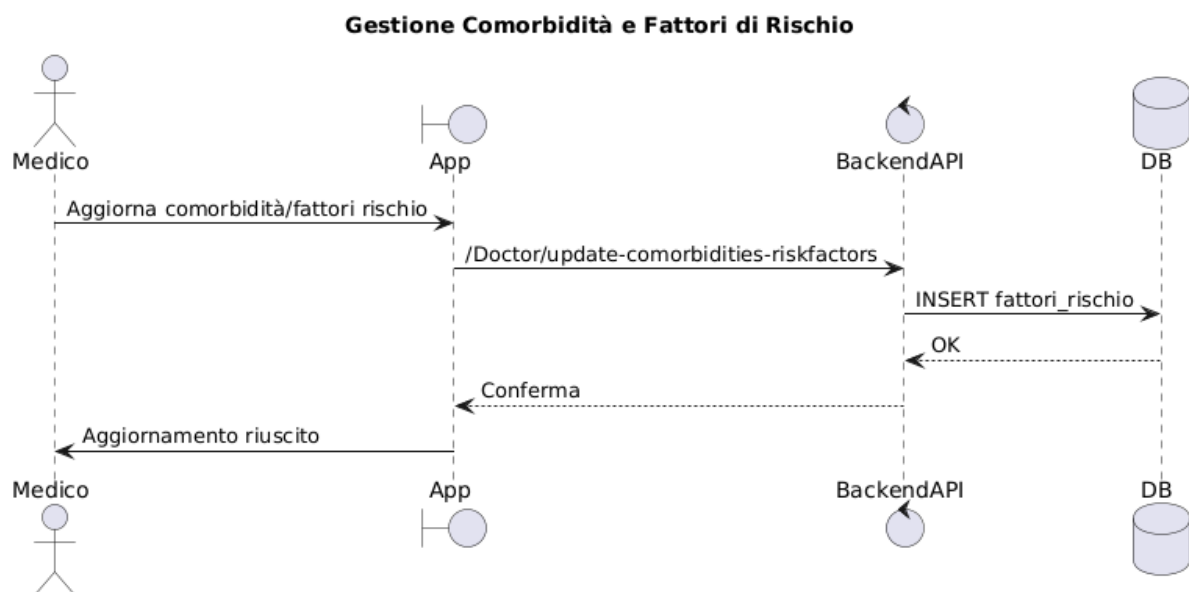 Gestione Comorbidità e Fattori di Rischio
Medico App BackendAPI DB
Aggiorna comorbidità/fattori rischio
/Doctor/update-comorbidities-riskfactors
INSERT fattori_rischio
OK
Conferma
Aggiornamento riuscito
Medico App BackendAPI DB